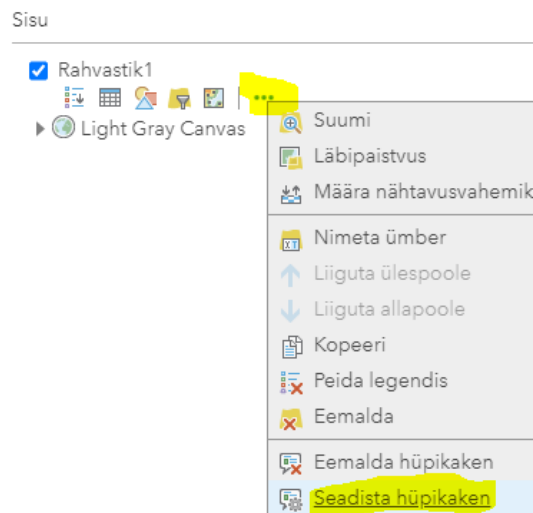 Sisu
Rahvastik1
Light Gray Canvas
Suumi
Läbipaistvus
Määra nähtavusvahemik
Nimeta ümber
Liiguta ülespoole
Liiguta allapoole
Kopeeri
Peida legendis
Eemalda
Eemalda hüpikaken
Seadista hüpikaken